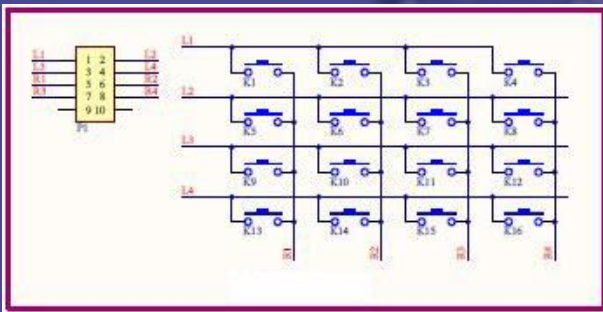 L1 1 2 L2
L3 3 4 L4
R1 5 6 R2
R3 7 8 R4
9 10
P1
L1
K1 K2 K3 K4
L2
K5 K6 K7 K8
L3
K9 K10 K11 K12
L4
K13 K14 K15 K16
R1 R2 R3 R4